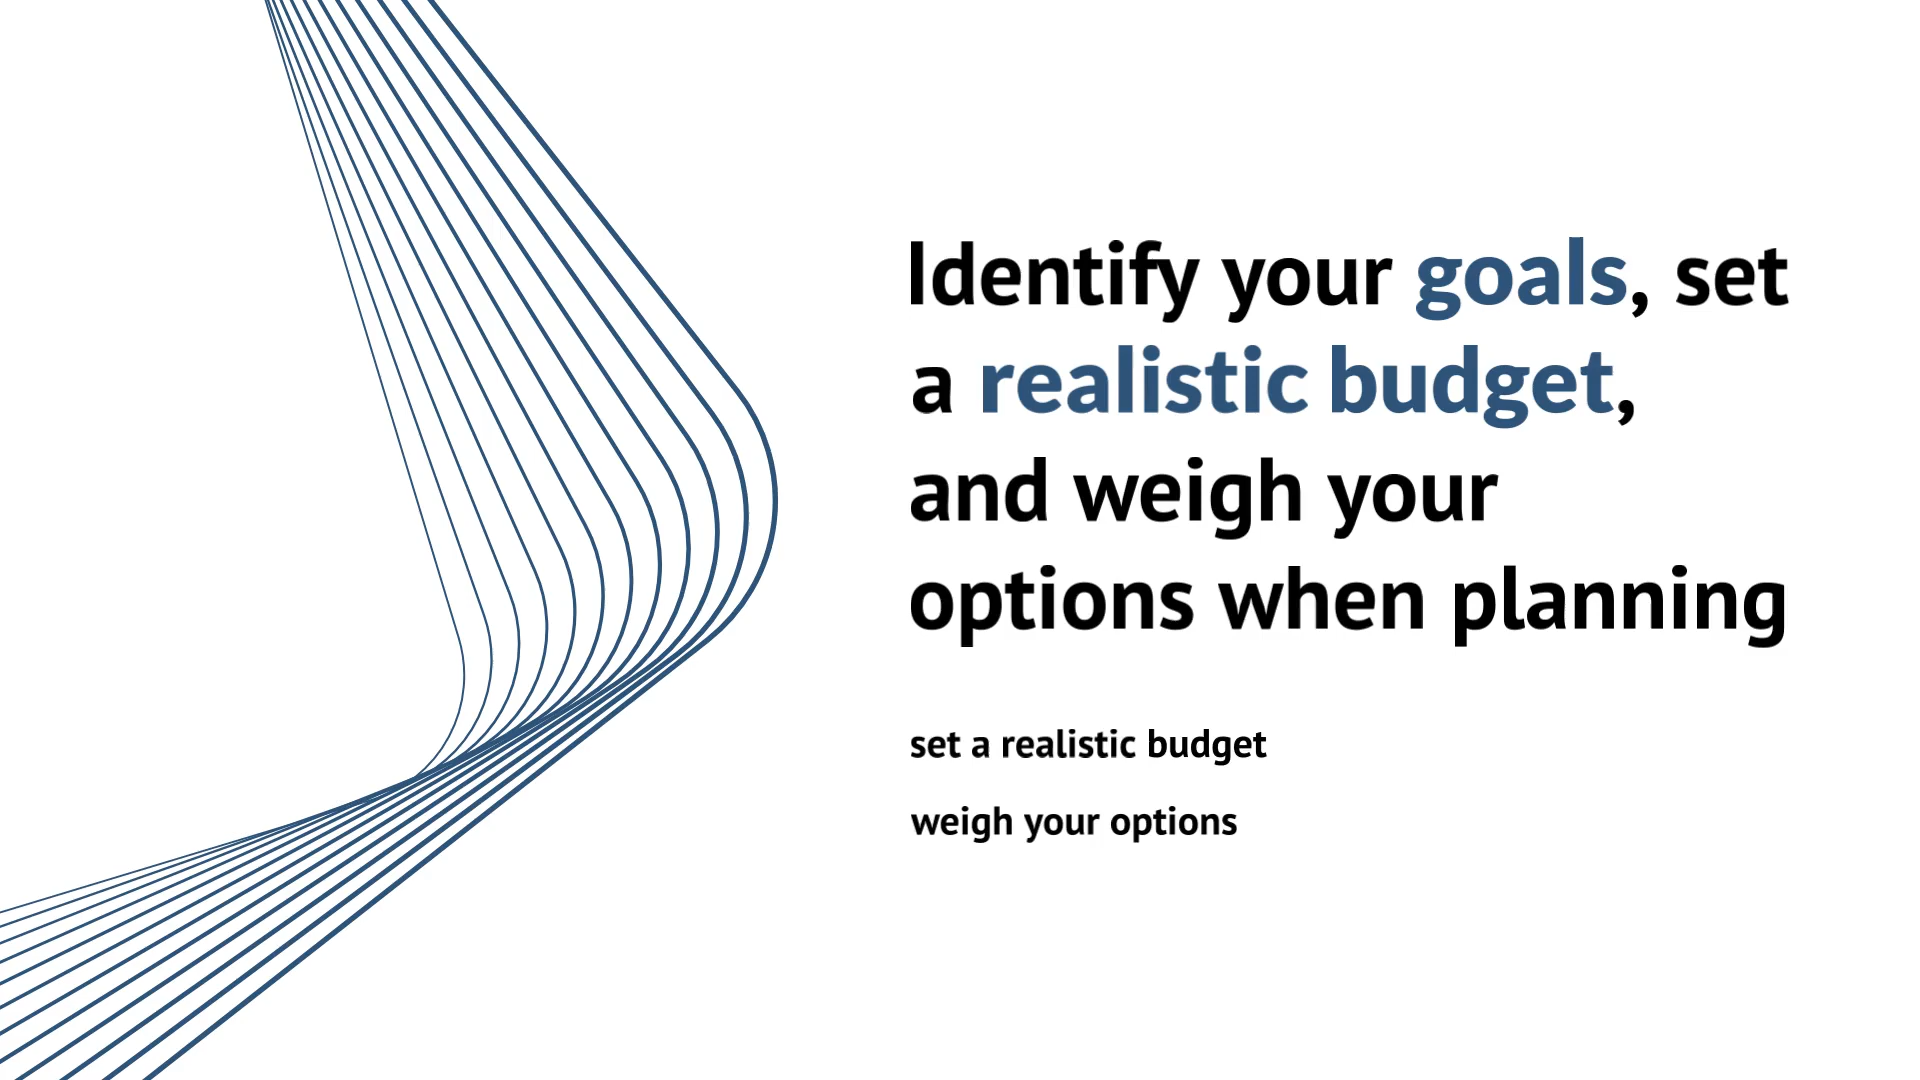 Identify your goals, set
a realistic budget,
and weigh your
options when planning
set a realistic budget
weigh your options